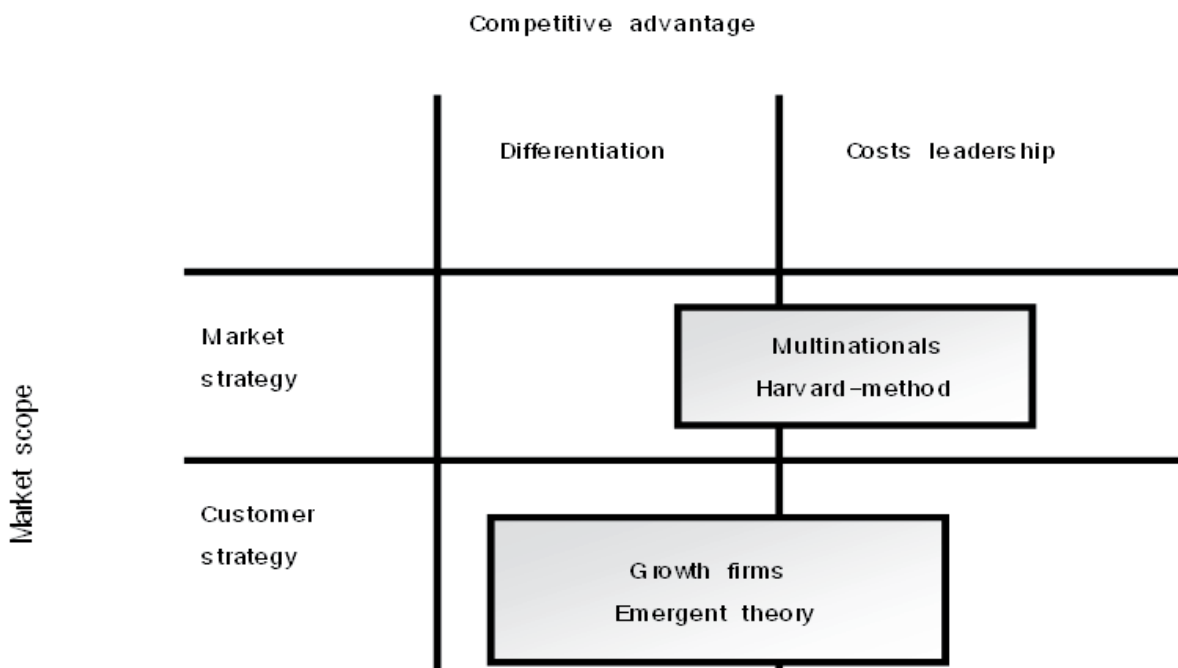 Competitive advantage
Differentiation
Costs leadership
Market
strategy
Multinationals
Harvard-method
Market scope
Customer
strategy
Growth firms
Emergent theory